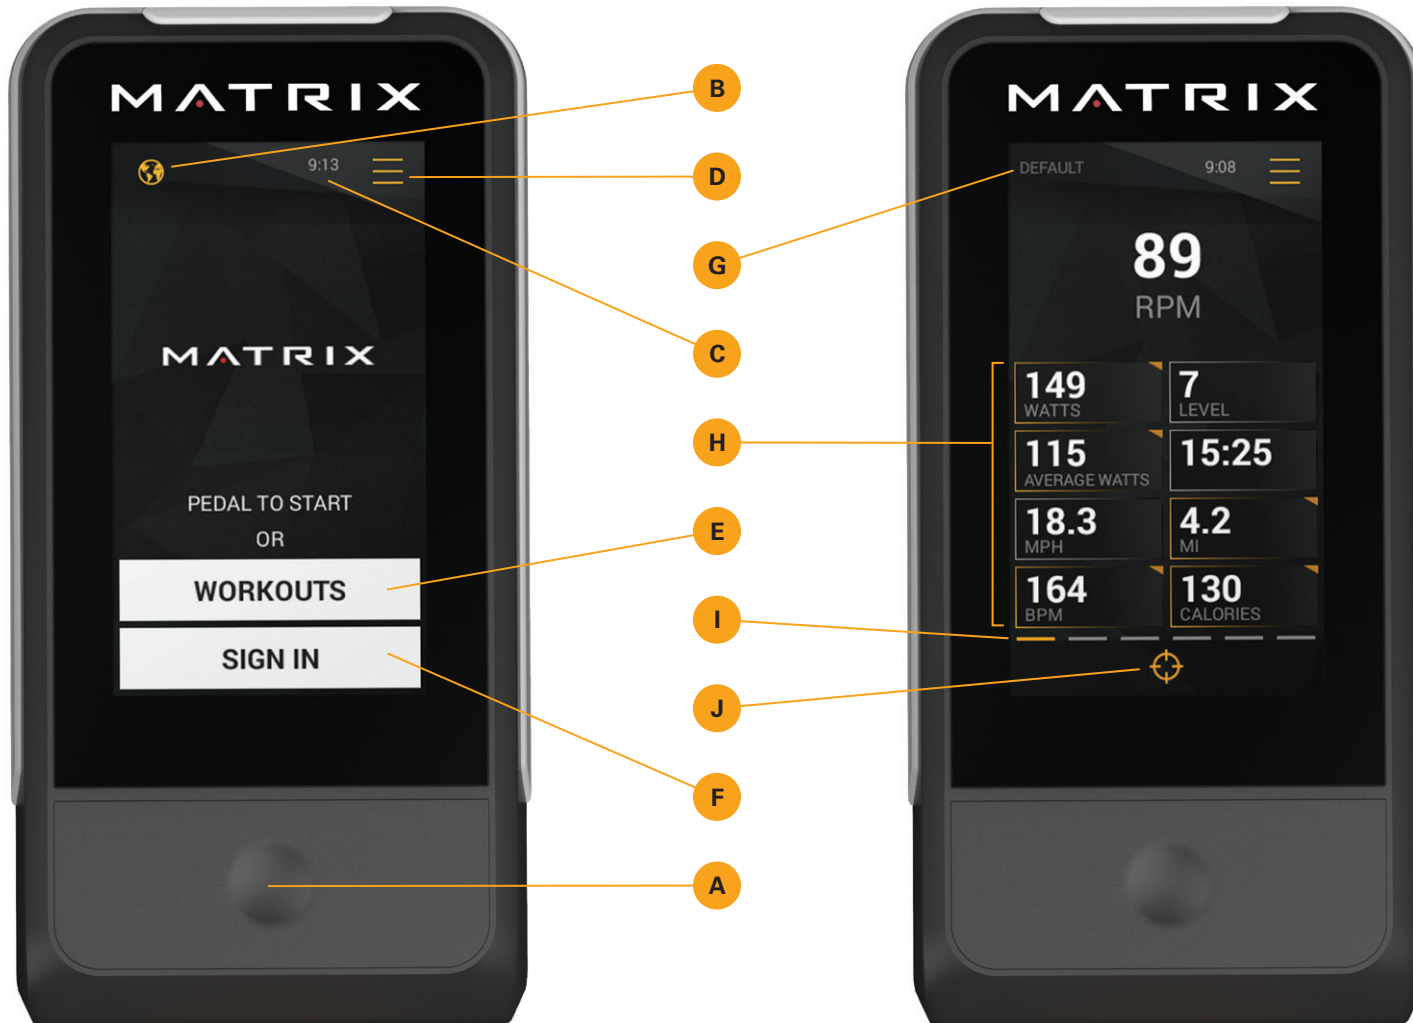 MATRIX
9:13
MATRIX
PEDAL TO START
OR
WORKOUTS
SIGN IN
B
D
G
C
H
E
I
J
F
A
MATRIX
DEFAULT
9:08
89
RPM
149
WATTS
7
LEVEL
115
AVERAGE WATTS
15:25
18.3
MPH
4.2
MI
164
BPM
130
CALORIES